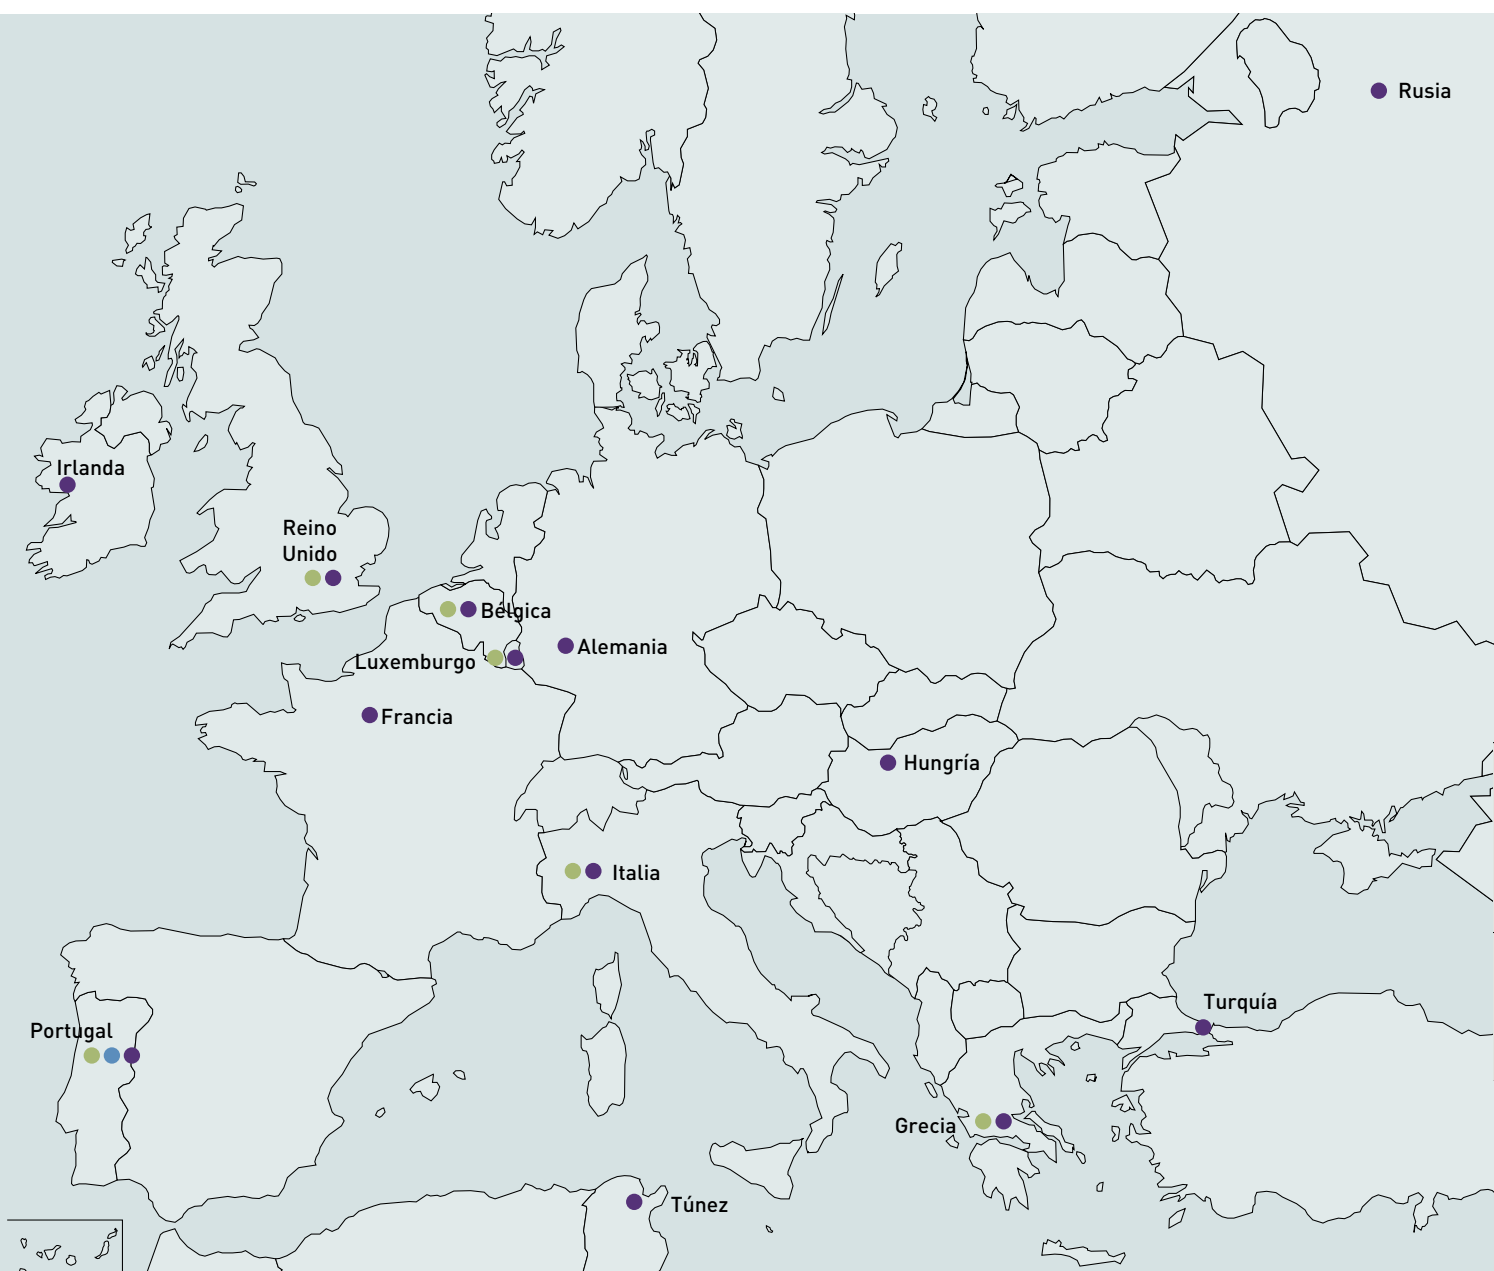 Rusia
Irlanda
Reino
Unido
Bélgica
Alemania
Luxemburgo
Francia
Hungría
Italia
Turquía
Portugal
Grecia
Túnez